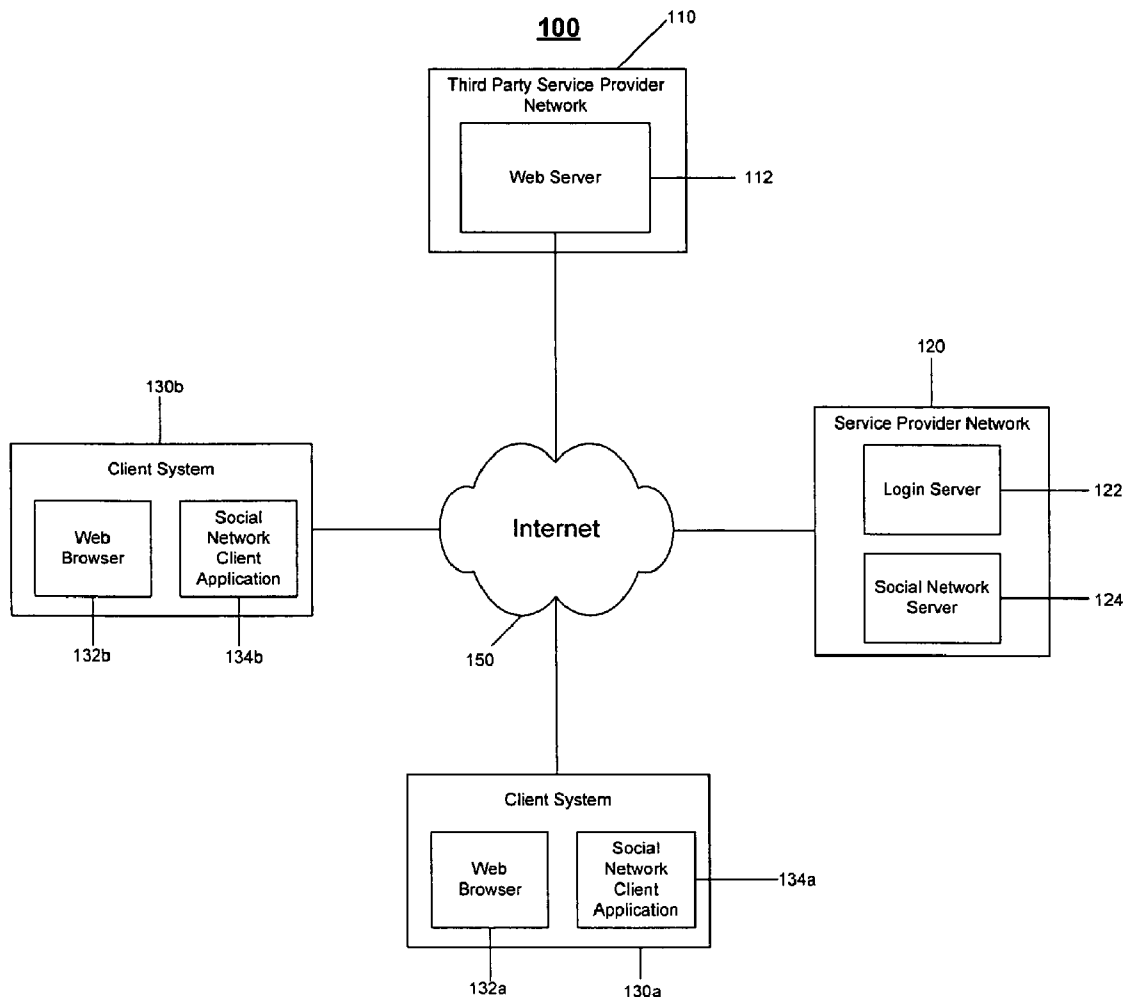 100
110
Third Party Service Provider
Network
Web Server
112
120
130b
Service Provider Network
Client System
Login Server
122
Web
Browser
Social
Network
Client
Application
Internet
Social Network
Server
124
132b
134b
150
Client System
Web
Browser
Social
Network
Client
Application
134a
132a
130a